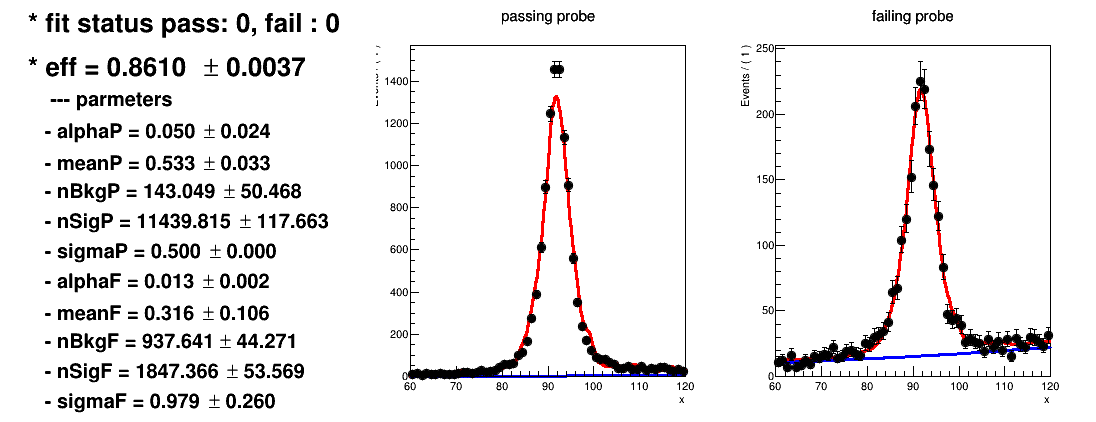 * fit status pass: 0, fail : 0
* eff = 0.8610 ± 0.0037
--- parmeters
- alphaP = 0.050 ± 0.024
- meanP = 0.533 ± 0.033
- nBkgP = 143.049 ± 50.468
- nSigP = 11439.815 ± 117.663
- sigmaP = 0.500 ± 0.000
- alphaF = 0.013 ± 0.002
- meanF = 0.316 ± 0.106
- nBkgF = 937.641 ± 44.271
- nSigF = 1847.366 ± 53.569
- sigmaF = 0.979 ± 0.260
passing probe
1400
1200
1000
800
600
400
200
0
60 70 80 90 100 110 120
x
failing probe
Events / ( 1 )
250
200
150
100
50
0
60 70 80 90 100 110 120
x